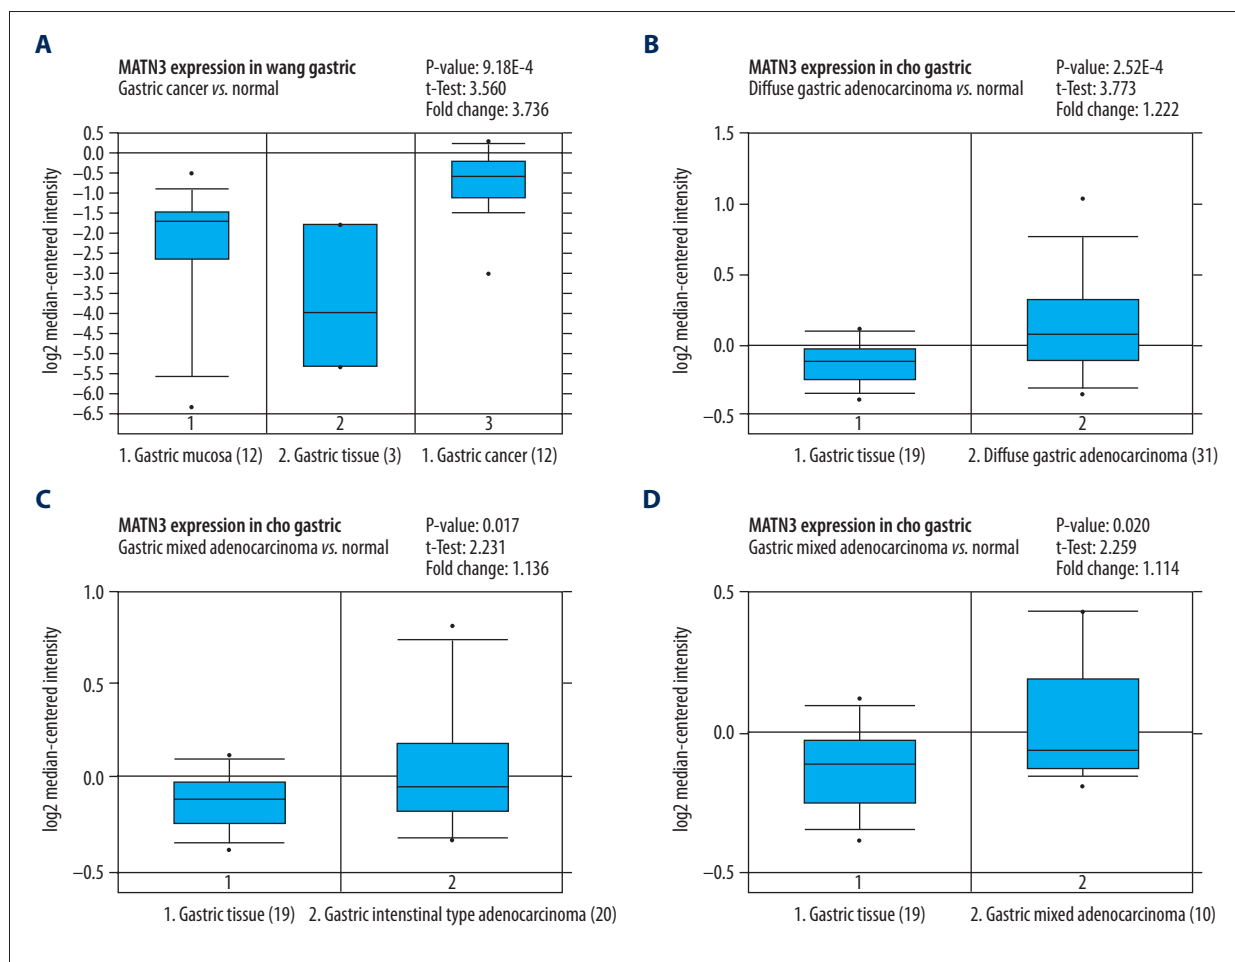 A
MATN3 expression in wang gastric
Gastric cancer vs. normal
P-value: 9.18E-4
t-Test: 3.560
Fold change: 3.736
log2 median-centered intensity
0.5
0.0
−0.5
−1.0
−1.5
−2.0
−2.5
−3.0
−3.5
−4.0
−4.5
−5.0
−5.5
−6.0
−6.5
1
2
3
1. Gastric mucosa (12)
2. Gastric tissue (3)
1. Gastric cancer (12)
B
MATN3 expression in cho gastric
Diffuse gastric adenocarcinoma vs. normal
P-value: 2.52E-4
t-Test: 3.773
Fold change: 1.222
log2 median-centered intensity
1.5
1.0
0.5
0.0
−0.5
1
2
1. Gastric tissue (19)
2. Diffuse gastric adenocarcinoma (31)
C
MATN3 expression in cho gastric
Gastric mixed adenocarcinoma vs. normal
P-value: 0.017
t-Test: 2.231
Fold change: 1.136
log2 median-centered intensity
1.0
0.5
0.0
−0.5
1
2
1. Gastric tissue (19)
2. Gastric intenstinal type adenocarcinoma (20)
D
MATN3 expression in cho gastric
Gastric mixed adenocarcinoma vs. normal
P-value: 0.020
t-Test: 2.259
Fold change: 1.114
log2 median-centered intensity
0.5
0.0
−0.5
1
2
1. Gastric tissue (19)
2. Gastric mixed adenocarcinoma (10)